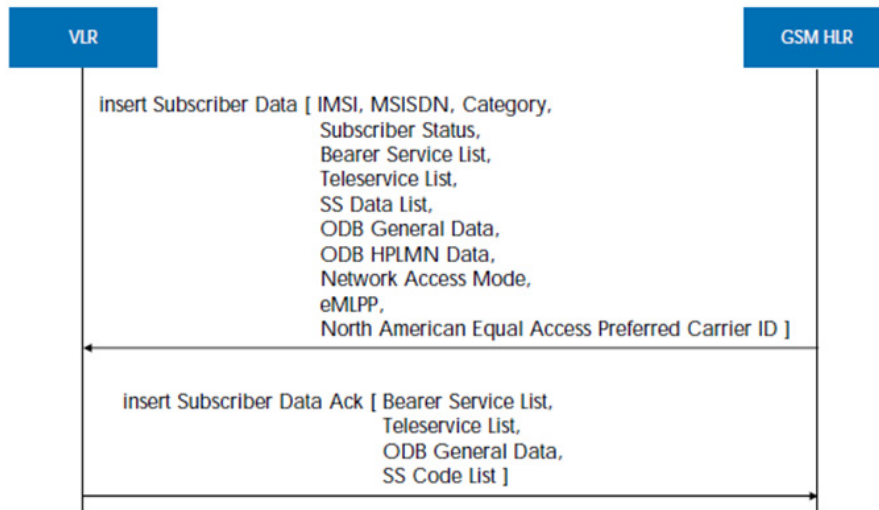 VLR
GSM HLR
insert Subscriber Data [ IMSI, MSISDN, Category,
Subscriber Status,
Bearer Service List,
Teleservice List,
SS Data List,
ODB General Data,
ODB HPLMN Data,
Network Access Mode,
eMLPP,
North American Equal Access Preferred Carrier ID ]
insert Subscriber Data Ack [ Bearer Service List,
Teleservice List,
ODB General Data,
SS Code List ]